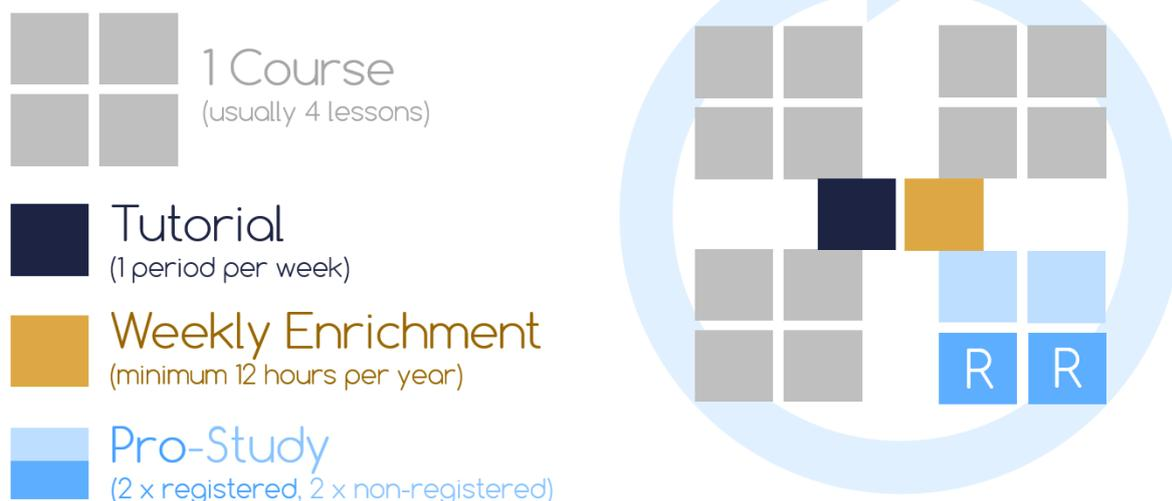 1 Course
(usually 4 lessons)
Tutorial
(1 period per week)
Weekly Enrichment
(minimum 12 hours per year)
Pro-Study
(2 x registered, 2 x non-registered)
R R